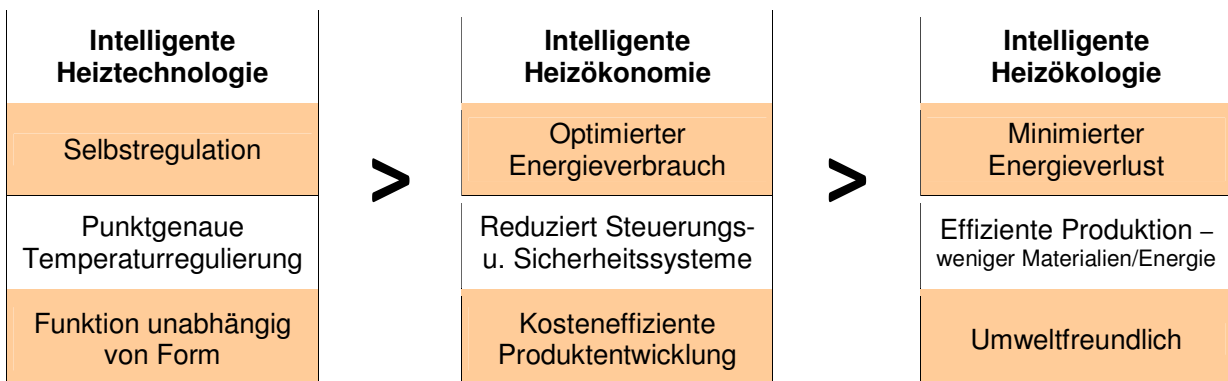 Intelligente
Heiztechnologie
Selbstregulation
Punktgenaue
Temperaturregulierung
Funktion unabhängig
von Form
>
Intelligente
Heizökonomie
Optimierter
Energieverbrauch
Reduziert Steuerungs-
u. Sicherheitssysteme
Kosteneffiziente
Produktentwicklung
>
Intelligente
Heizökologie
Minimierter
Energieverlust
Effiziente Produktion –
weniger Materialien/Energie
Umweltfreundlich